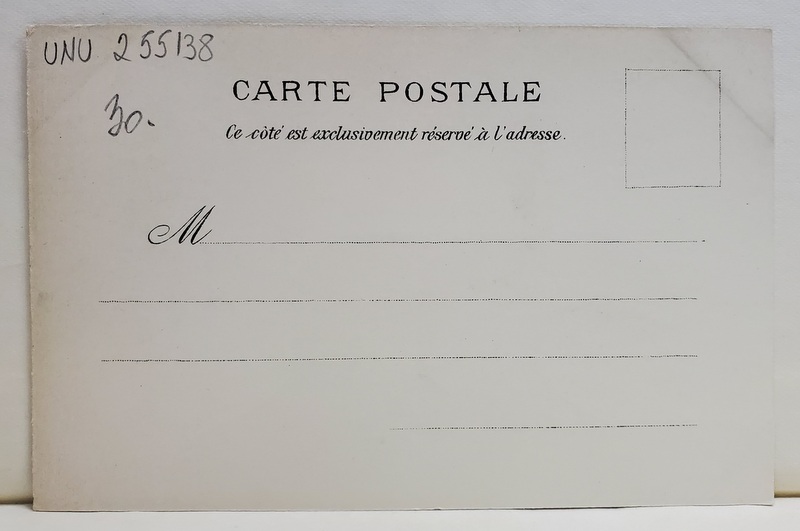 UNU 255138
30.
CARTE POSTALE
Ce côté est exclusivement réservé à l'adresse.
M